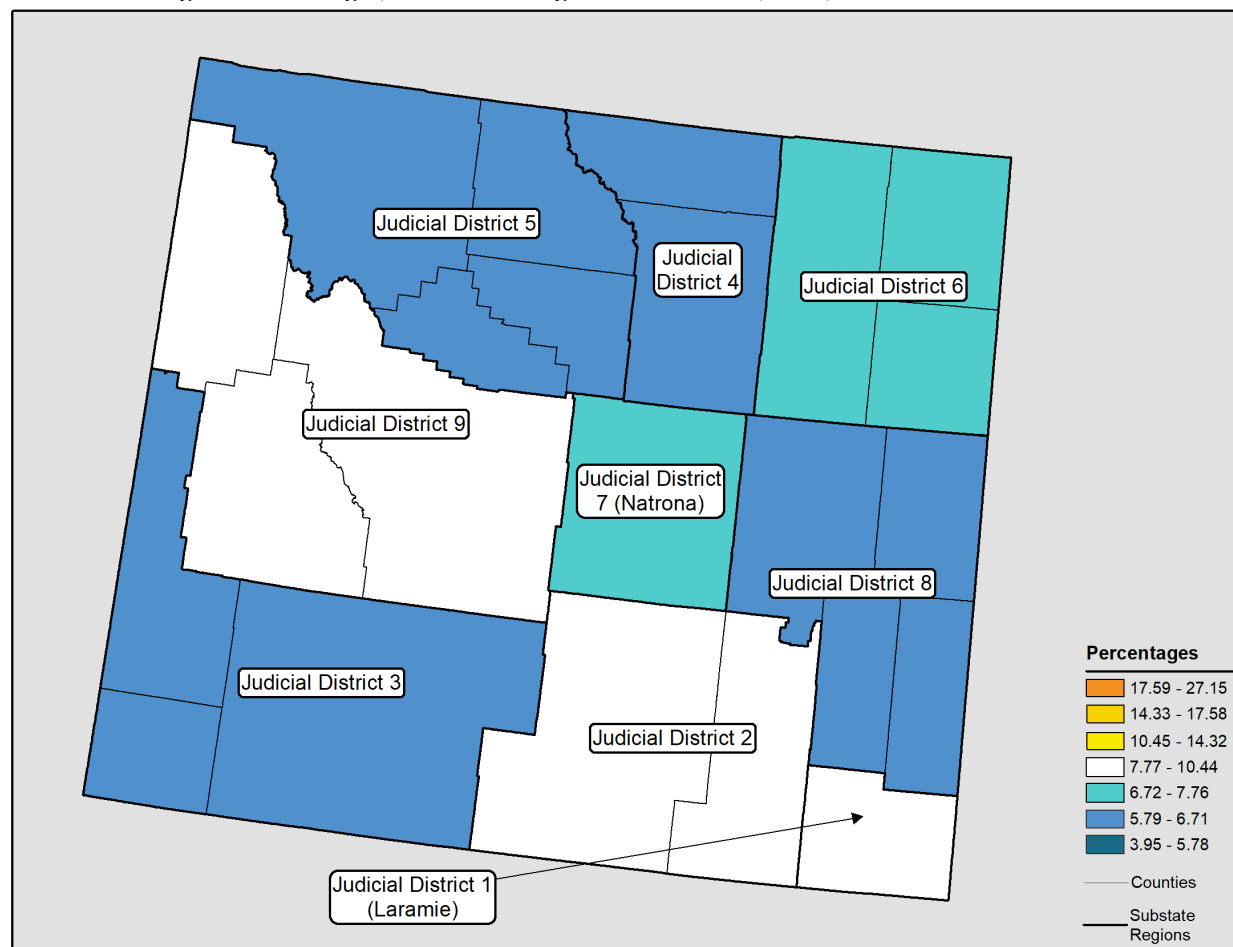 Judicial District 5
Judicial
District 4
Judicial District 6
Judicial District 9
Judicial District
7 (Natrona)
Judicial District 8
Judicial District 3
Judicial District 2
Judicial District 1
(Laramie)
Percentages
17.59 - 27.15
14.33 - 17.58
10.45 - 14.32
7.77 - 10.44
6.72 - 7.76
5.79 - 6.71
3.95 - 5.78
Counties
Substate
Regions